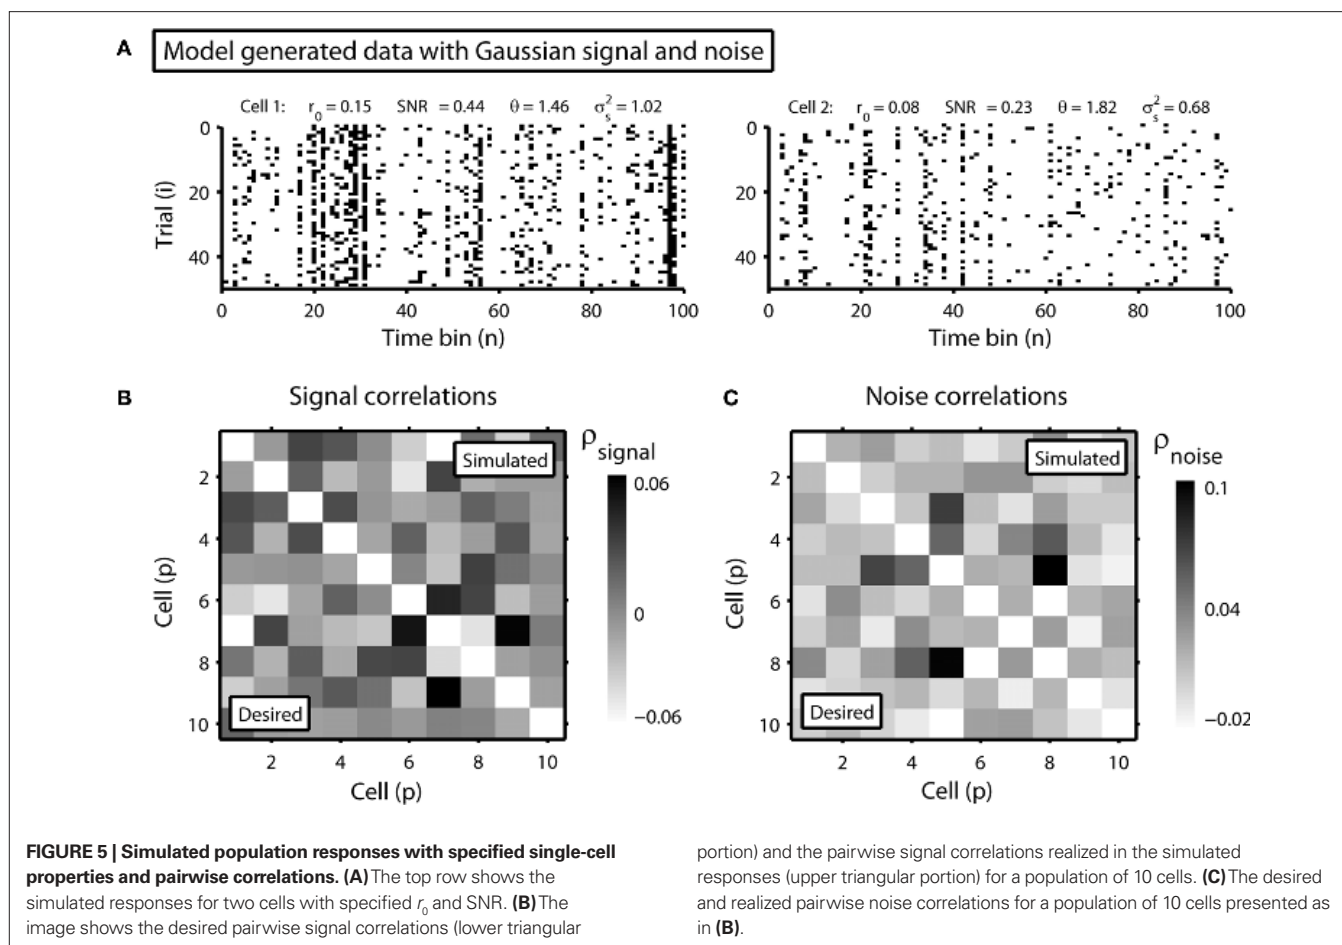 A
Model generated data with Gaussian signal and noise
Cell 1: r0 = 0.15 SNR = 0.44 θ = 1.46 σs2 = 1.02
Cell 2: r0 = 0.08 SNR = 0.23 θ = 1.82 σs2 = 0.68
0
20
40
Trial (i)
0 20 40 60 80 100
Time bin (n)
0 20 40 60 80 100
Time bin (n)
B
Signal correlations
Simulated
Desired
2
4
6
8
10
Cell (p)
2 4 6 8 10
Cell (p)
ρsignal
0.06
0
−0.06
C
Noise correlations
Simulated
Desired
2
4
6
8
10
Cell (p)
2 4 6 8 10
Cell (p)
ρnoise
0.1
0.04
−0.02
FIGURE 5 | Simulated population responses with specified single-cell
properties and pairwise correlations. (A) The top row shows the
simulated responses for two cells with specified r0 and SNR. (B) The
image shows the desired pairwise signal correlations (lower triangular
portion) and the pairwise signal correlations realized in the simulated
responses (upper triangular portion) for a population of 10 cells. (C) The desired
and realized pairwise noise correlations for a population of 10 cells presented as
in (B).